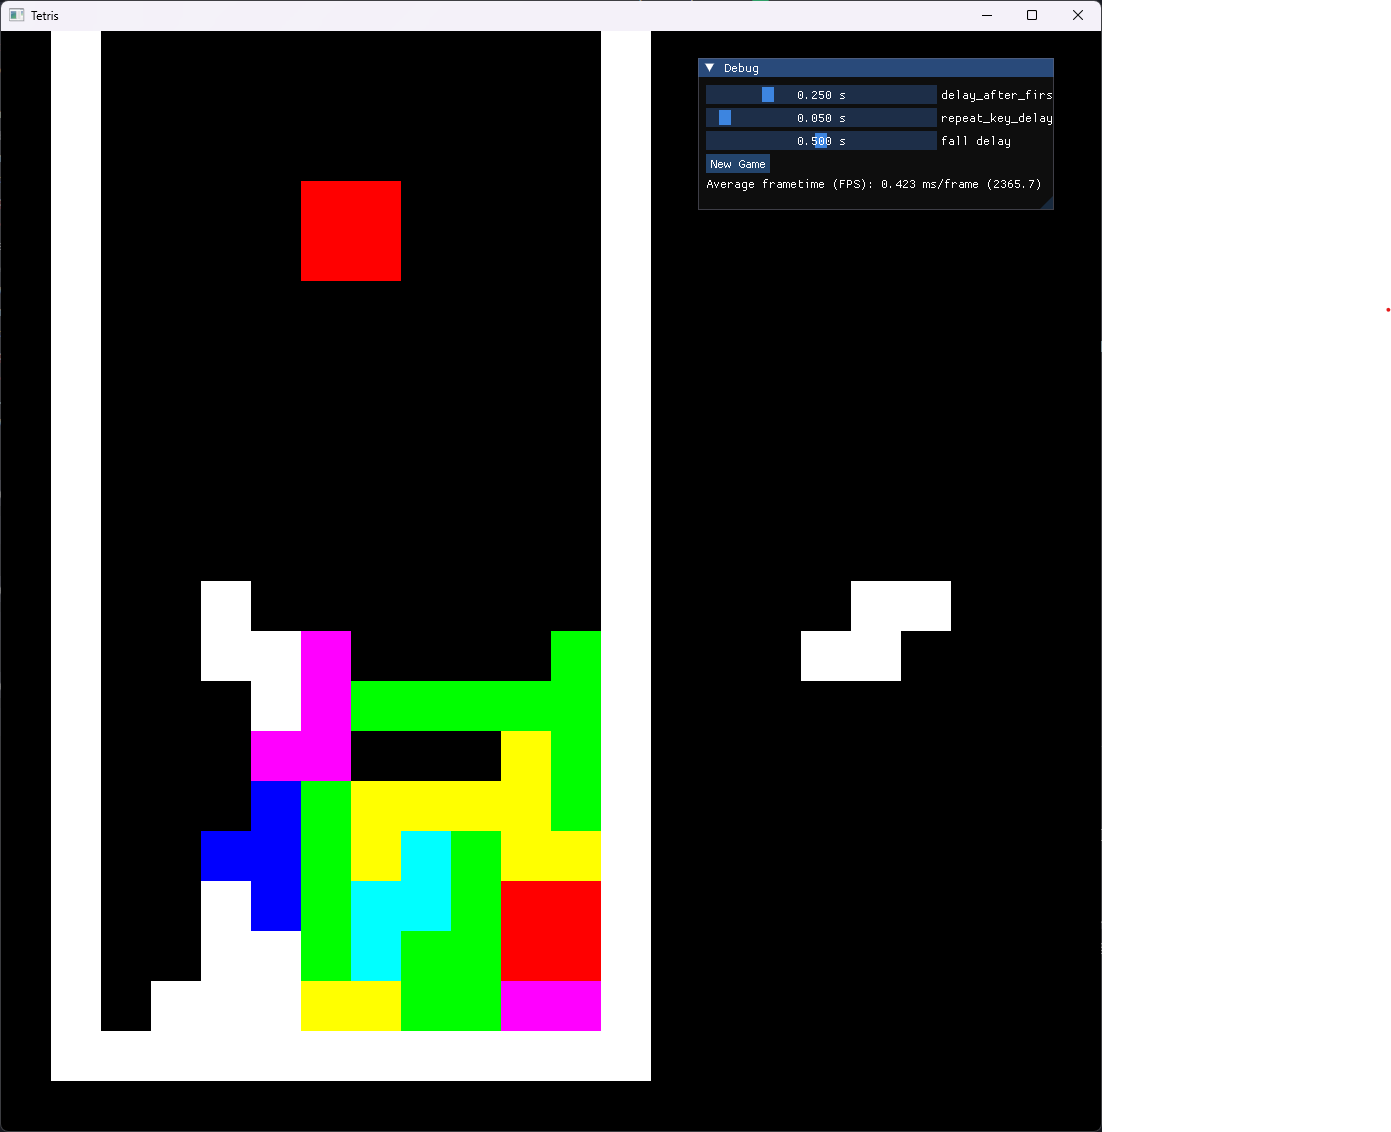 Tetris
Debug
0.250 s delay_after_firs
0.050 s repeat_key_delay
0.500 s fall delay
New Game
Average frametime (FPS): 0.423 ms/frame (2365.7)